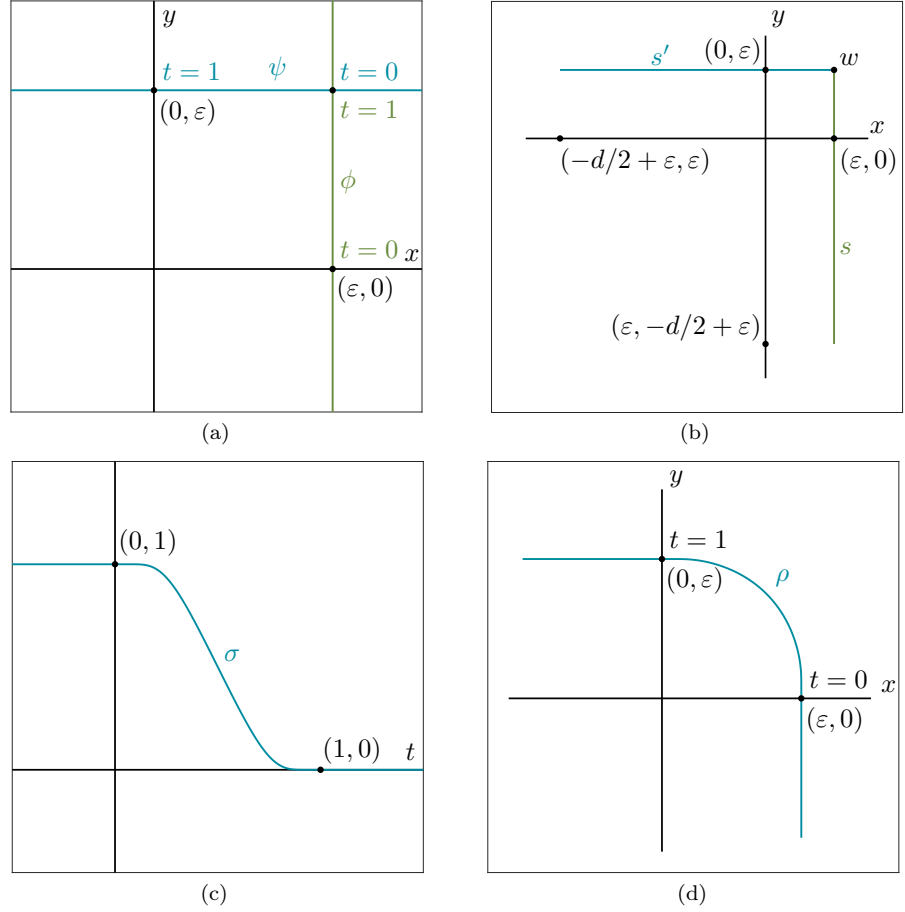 y
t = 1 ψ t = 0
(0, ε) t = 1
ϕ
t = 0 x
(ε, 0)
(a)
y
s′ (0, ε) w
x
(−d/2 + ε, ε) (ε, 0)
s
(ε, −d/2 + ε)
(b)
(0, 1)
σ
(1, 0) t
(c)
y
t = 1
(0, ε) ρ
t = 0 x
(ε, 0)
(d)